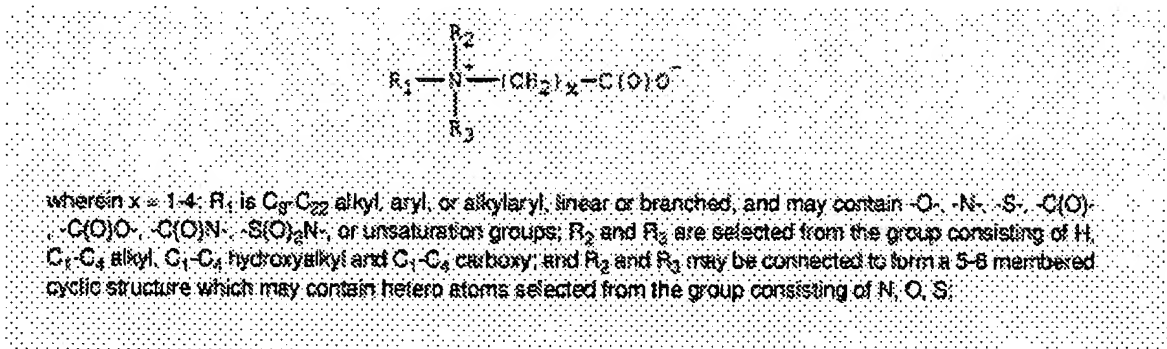 R2
R1—N+—(CH2)x—C(O)O-
R3
wherein x = 1-4; R1 is C8-C22 alkyl, aryl, or alkylaryl, linear or branched, and may contain -O-, -N-, -S-, -C(O)-
, -C(O)O-, -C(O)N-, -S(O)2N-, or unsaturation groups; R2 and R3 are selected from the group consisting of H,
C1-C4 alkyl, C1-C4 hydroxyalkyl and C1-C4 carboxy; and R2 and R3 may be connected to form a 5-6 membered
cyclic structure which may contain hetero atoms selected from the group consisting of N, O, S;